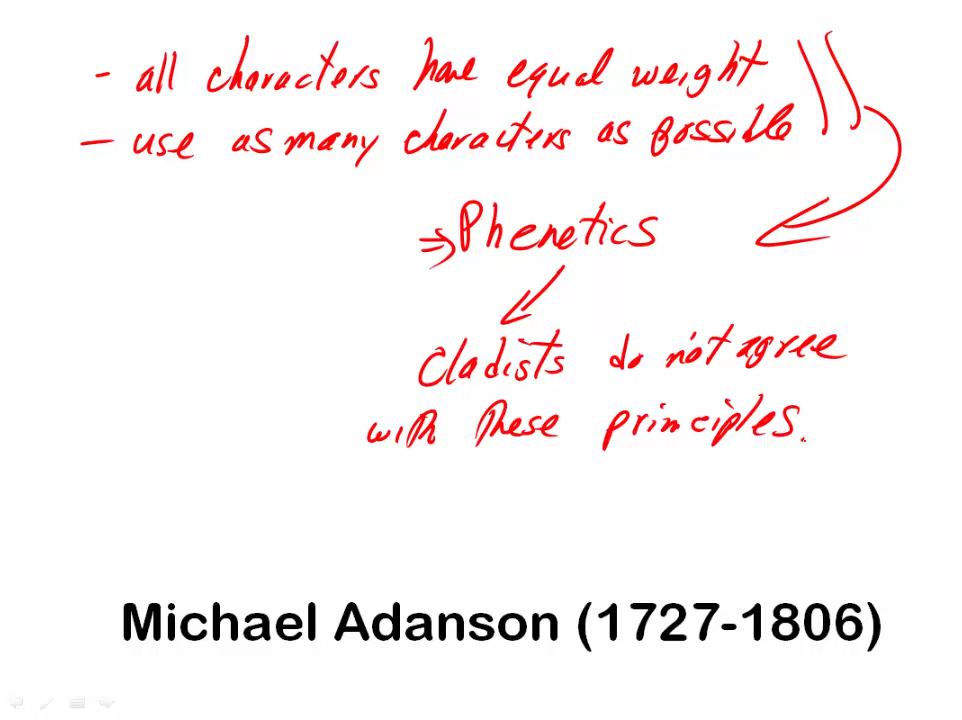 - all characters have equal weight
- use as many characters as possible
⇒ Phenetics
Cladists do not agree
with these principles.
Michael Adanson (1727-1806)